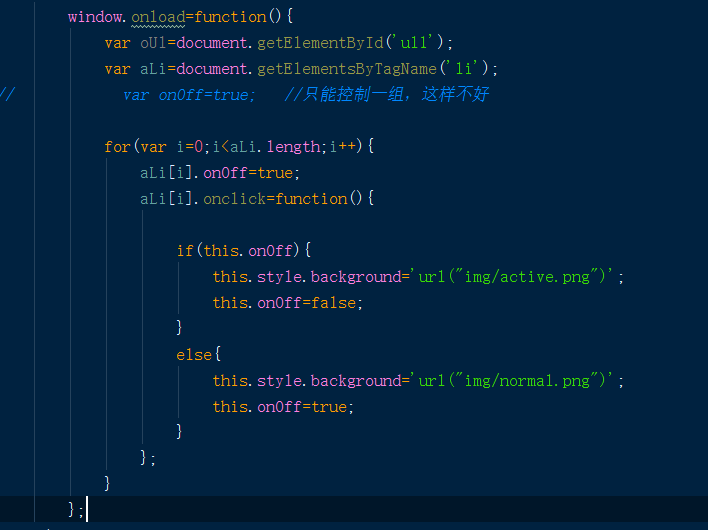 window.onload=function(){
var oUl=document.getElementById('ul1');
var aLi=document.getElementsByTagName('li');
// var onOff=true; //只能控制一组，这样不好
for(var i=0;i<aLi.length;i++){
aLi[i].onOff=true;
aLi[i].onclick=function(){
if(this.onOff){
this.style.background='url("img/active.png")';
this.onOff=false;
}
else{
this.style.background='url("img/normal.png")';
this.onOff=true;
}
};
}
};